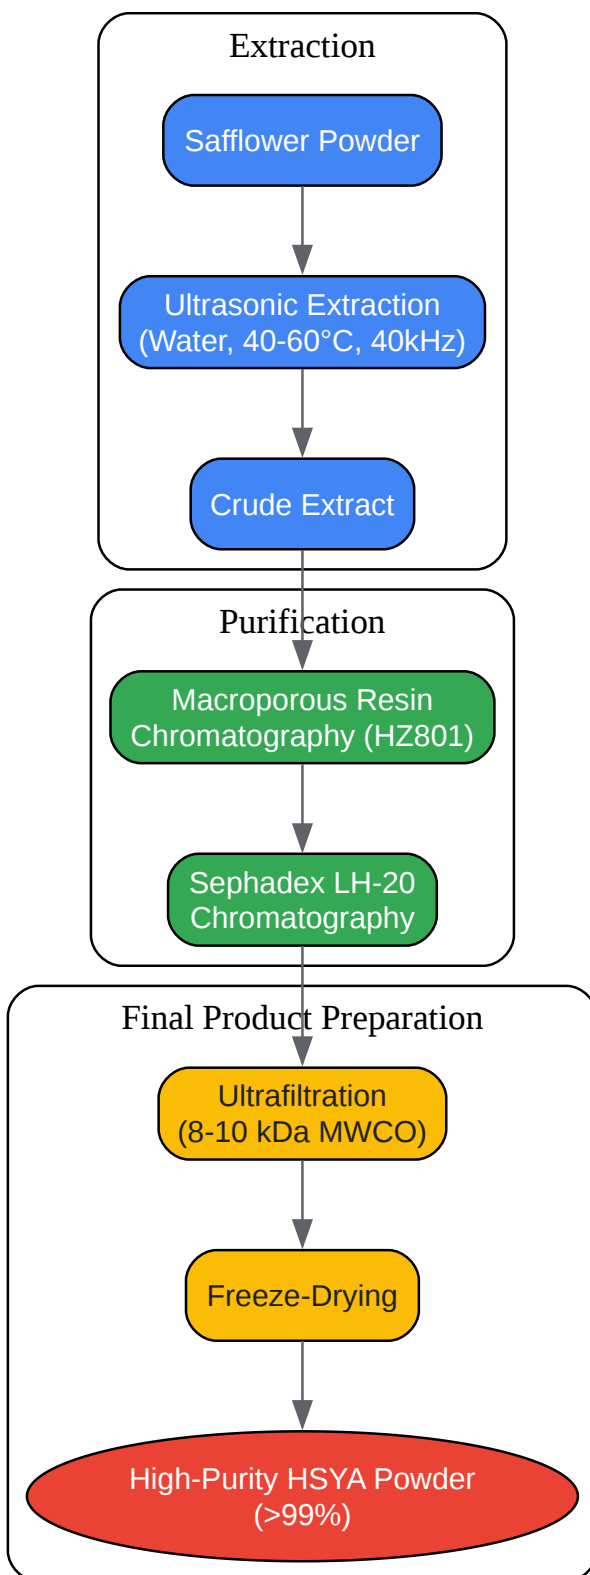 Extraction
Safflower Powder
Ultrasonic Extraction
(Water, 40-60°C, 40kHz)
Crude Extract
Purification
Macroporous Resin
Chromatography (HZ801)
Sephadex LH-20
Chromatography
Final Product Preparation
Ultrafiltration
(8-10 kDa MWCO)
Freeze-Drying
High-Purity HSYA Powder
(>99%)